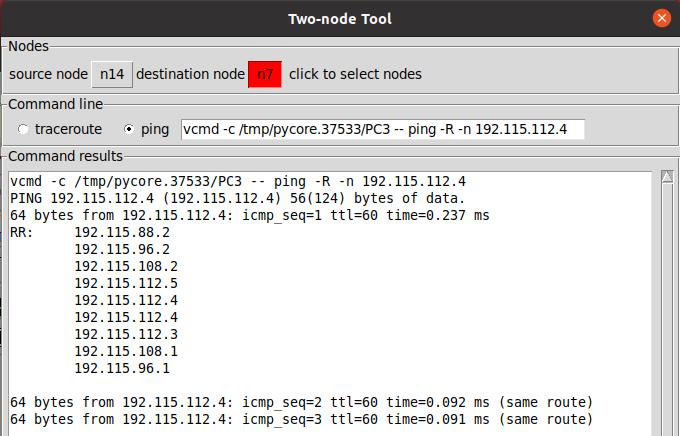 Two-node Tool
Nodes
source node n14 destination node n7 click to select nodes
Command line
traceroute ping vcmd -c /tmp/pycore.37533/PC3 -- ping -R -n 192.115.112.4
Command results
vcmd -c /tmp/pycore.37533/PC3 -- ping -R -n 192.115.112.4
PING 192.115.112.4 (192.115.112.4) 56(124) bytes of data.
64 bytes from 192.115.112.4: icmp_seq=1 ttl=60 time=0.237 ms
RR: 192.115.88.2
192.115.96.2
192.115.108.2
192.115.112.5
192.115.112.4
192.115.112.4
192.115.112.3
192.115.108.1
192.115.96.1
64 bytes from 192.115.112.4: icmp_seq=2 ttl=60 time=0.092 ms (same route)
64 bytes from 192.115.112.4: icmp_seq=3 ttl=60 time=0.091 ms (same route)